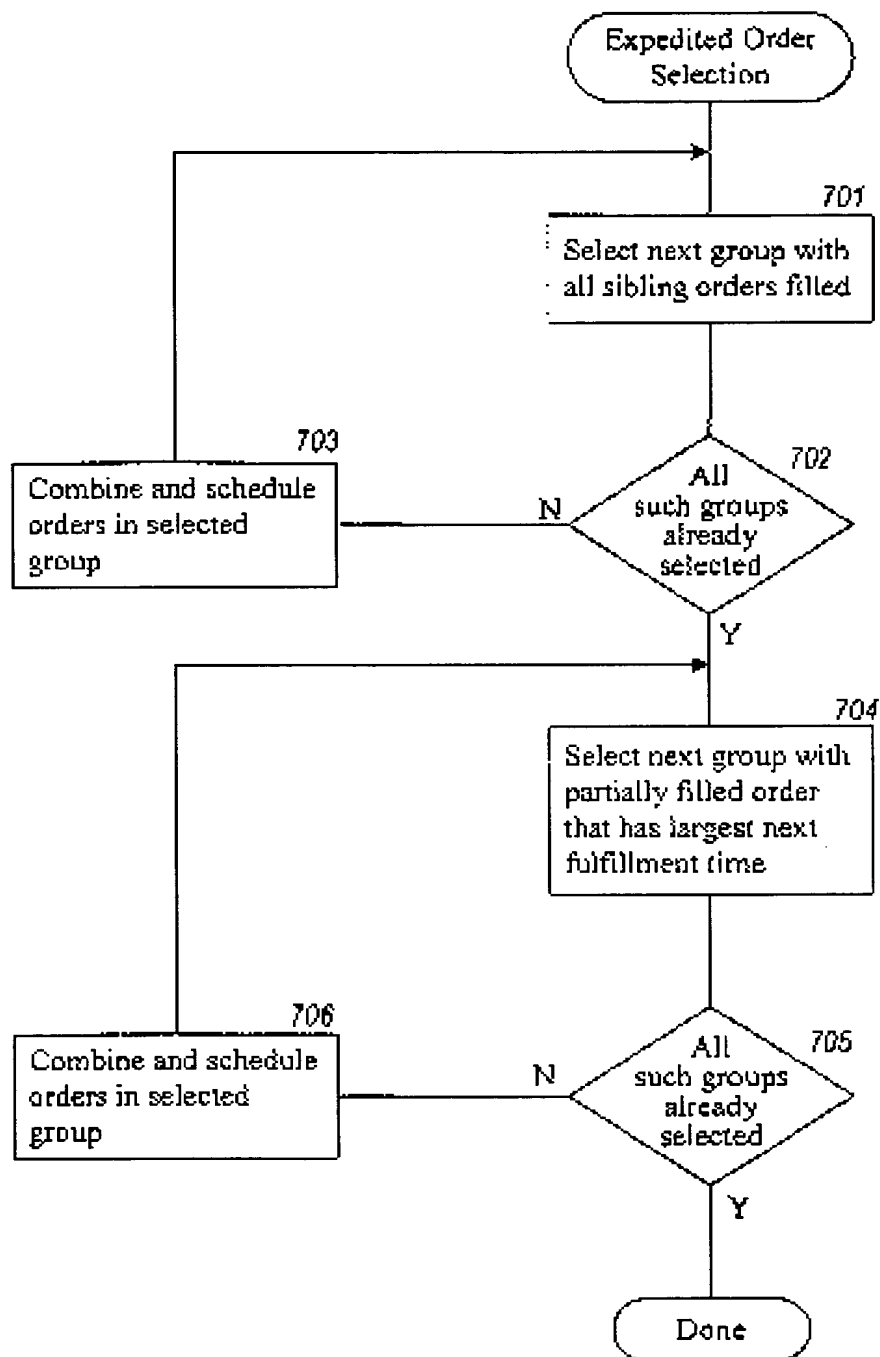 Expedited Order
Selection
701
Select next group with
all sibling orders filled
702
All
such groups
already
selected
N
Y
703
Combine and schedule
orders in selected
group
704
Select next group with
partially filled order
that has largest next
fulfillment time
705
All
such groups
already
selected
N
Y
706
Combine and schedule
orders in selected
group
Done